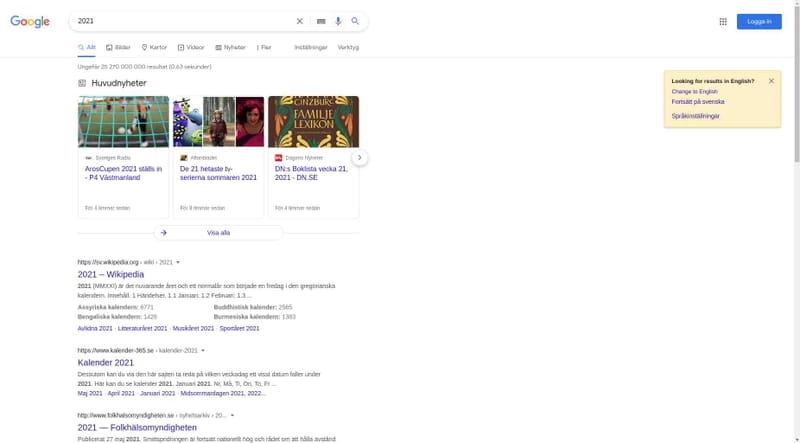 Google
2021
Logga in
Allt
Bilder
Kartor
Videor
Nyheter
Fler
Inställningar
Verktyg
Ungefär 25 270 000 000 resultat (0,63 sekunder)
Looking for results in English?
Change to English
Fortsätt på svenska
Språkinställningar
Huvudnyheter
GINZBURG
FAMILJE
LEXIKON
Sveriges Radio
ArosCupen 2021 ställs in
- P4 Västmanland
För 4 timmar sedan
Aftonbladet
De 21 hetaste tv-
serierna sommaren 2021
För 8 timmar sedan
Dagens Nyheter
DN:s Boklista vecka 21,
2021 - DN.SE
För 4 timmar sedan
Visa alla
https://sv.wikipedia.org › wiki › 2021
2021 – Wikipedia
2021 (MMXXI) är det nuvarande året och ett normalår som började en fredag i den gregorianska
kalendern. Innehåll. 1 Händelser. 1.1 Januari; 1.2 Februari; 1.3 ...
Assyriska kalendern: 6771
Buddhistisk kalender: 2565
Bengaliska kalendern: 1428
Burmesiska kalendern: 1383
Avlidna 2021 · Litteraturåret 2021 · Musikåret 2021 · Sportåret 2021
https://www.kalender-365.se › kalender-2021
Kalender 2021
Dessutom kan du via den här sajten ta reda på vilken veckodag ett visst datum faller under
2021. Här kan du se kalender 2021. Januari 2021. Nr, Må, Ti, On, To, Fr ...
Maj 2021 · April 2021 · Januari 2021 · Midsommardagen 2021, 2022...
http://www.folkhalsomyndigheten.se › nyhetsarkiv › 20...
2021 — Folkhälsomyndigheten
Publicerat 27 maj 2021. Smittspridningen är fortsatt nationellt hög och rådet om att hålla avstånd